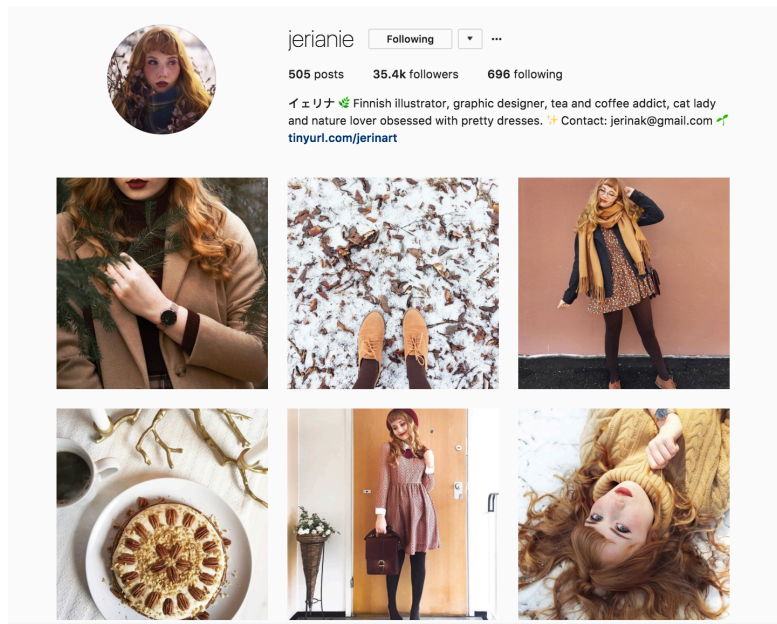 jerianie Following
505 posts 35.4k followers 696 following
イェリナ 🌿 Finnish illustrator, graphic designer, tea and coffee addict, cat lady
and nature lover obsessed with pretty dresses. ✨ Contact: jerinak@gmail.com 🌱
tinyurl.com/jerinart